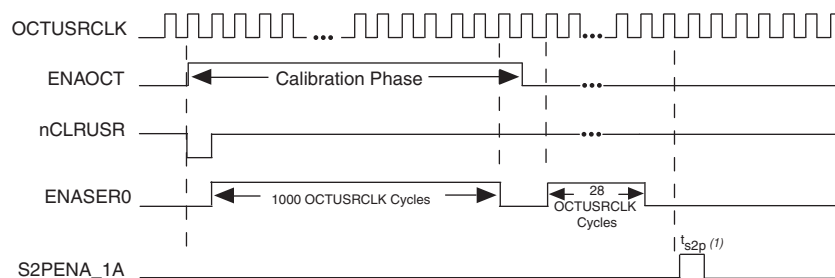 OCTUSRCLK
ENAOCT
Calibration Phase
nCLRUSR
ENASER0
1000 OCTUSRCLK Cycles
28
OCTUSRCLK
Cycles
ts2p (1)
S2PENA_1A